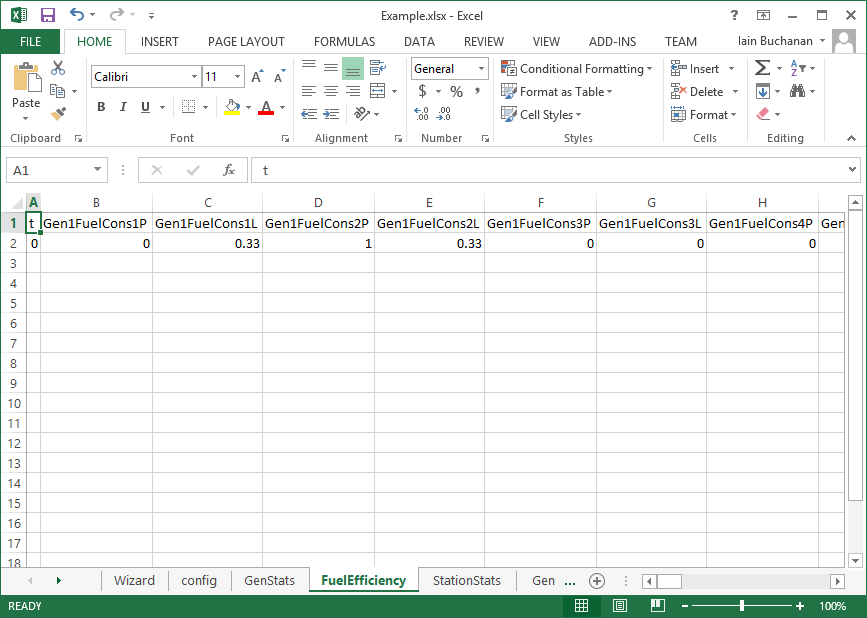 Example.xlsx - Excel
?
FILE HOME INSERT PAGE LAYOUT FORMULAS DATA REVIEW VIEW ADD-INS TEAM Iain Buchanan
Paste
Calibri 11
A A
B I U A
General
$ % ,
.0 .00
.00 .0
Conditional Formatting
Format as Table
Cell Styles
Insert
Delete
Format
Σ A Z
Clipboard Font Alignment Number Styles Cells Editing
A1 fx t
A B C D E F G H
1 t Gen1FuelCons1P Gen1FuelCons1L Gen1FuelCons2P Gen1FuelCons2L Gen1FuelCons3P Gen1FuelCons3L Gen1FuelCons4P Gen
2 0 0 0.33 1 0.33 0 0 0
3
4
5
6
7
8
9
10
11
12
13
14
15
16
17
18
Wizard config GenStats FuelEfficiency StationStats Gen ...
READY 100%